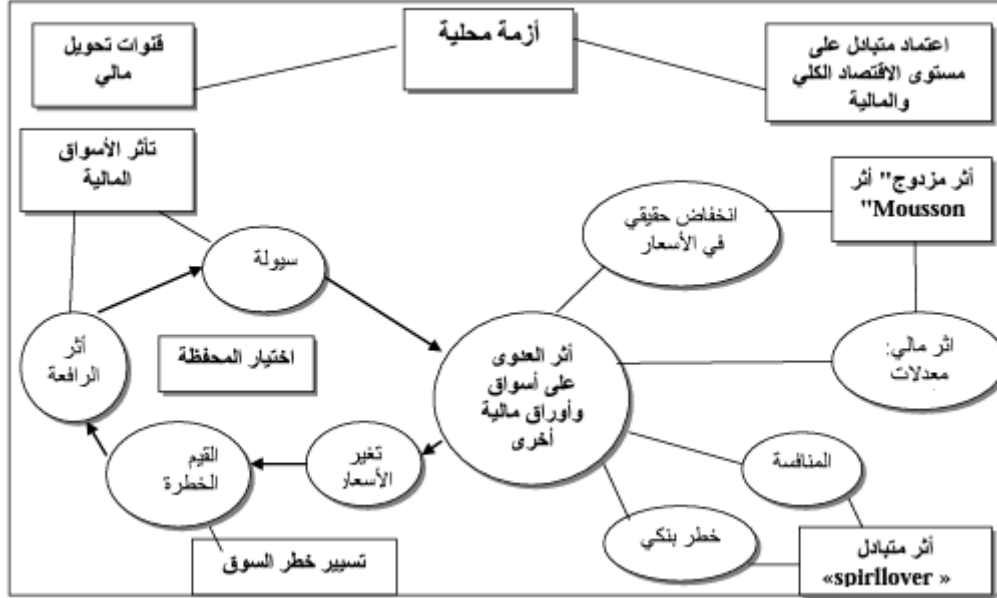 أزمة محلية
قنوات تحويل
مالي
اعتماد متبادل على
مستوى الاقتصاد الكلي
والمالية
تأثر الأسواق
المالية
أثر مزدوج" أثر
"Mousson
انخفاض حقيقي
في الأسعار
سيولة
أثر
الرافعة
اختيار المحفظة
أثر العدوى
على أسواق
وأوراق مالية
أخرى
اثر مالي:
معدلات
القيم
الخطرة
تغير
الأسعار
المنافسة
خطر بنكي
تسيير خطر السوق
أثر متبادل
«spirllover »